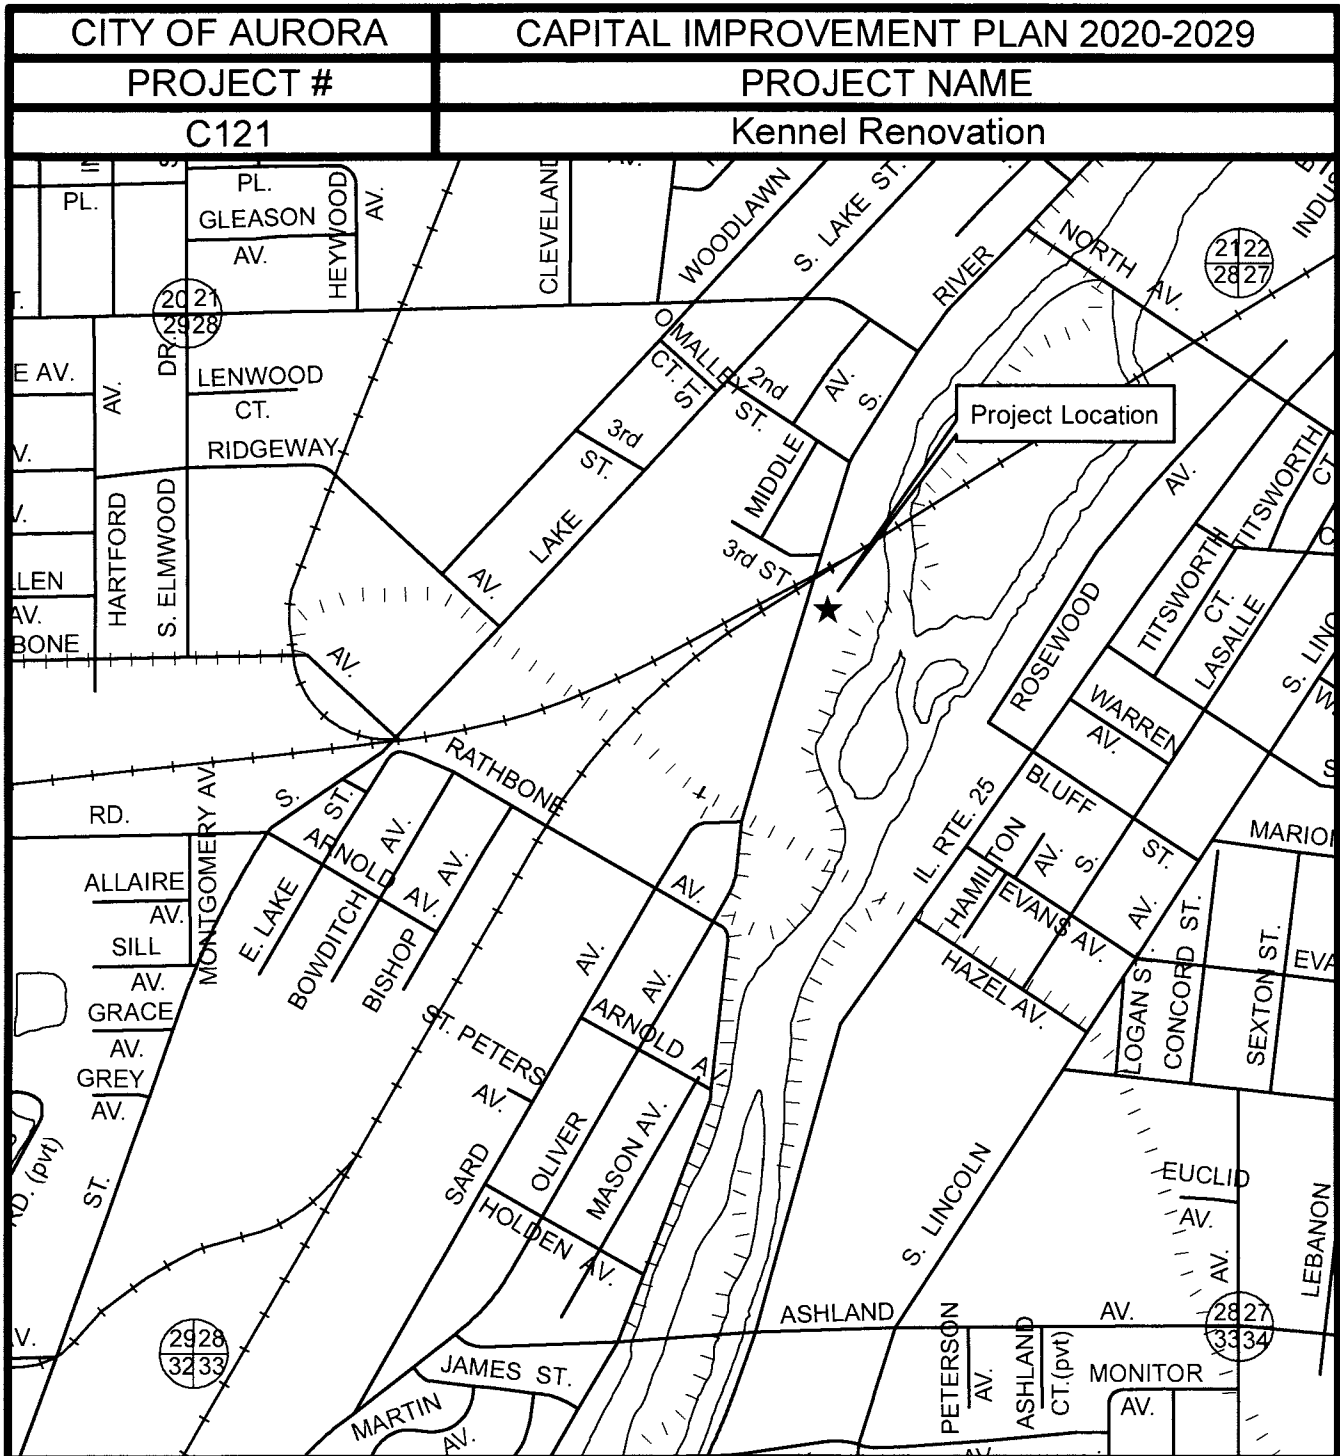 CITY OF AURORA
CAPITAL IMPROVEMENT PLAN 2020-2029
PROJECT #
PROJECT NAME
C121
Kennel Renovation
PL.
PL.
GLEASON
AV.
HEYWOOD
AV.
CLEVELAND
WOODLAWN
S. LAKE ST.
RIVER
NORTH
AV.
21 22
28 27
20 21
29 28
DR.
E AV.
AV.
LENWOOD
CT.
RIDGEWAY
O MALLEY
CT.
ST.
2nd
ST.
AV.
S.
Project Location
3rd
ST.
MIDDLE
AV.
TITSWORTH
CT.
HARTFORD
S. ELMWOOD
LAKE
AV.
3rd ST.
TITSWORTH
CT.
LASALLE
LLEN
AV.
BONE
AV.
ROSEWOOD
S. LINC
WARREN
AV.
RATHBONE
AV.
BLUFF
ST.
IL. RTE. 25
RD.
MONTGOMERY AV.
S.
ST.
AV.
AV.
ARNOLD
AV.
MARIO
HAMILTON
AV.
S.
AV.
EVANS AV.
ALLAIRE
AV.
SILL
AV.
GRACE
AV.
GREY
AV.
E. LAKE
BOWDITCH
BISHOP
HAZEL AV.
LOGAN S
CONCORD ST.
SEXTON ST.
EVA
AV.
AV.
ST. PETERS
AV.
ARNOLD AV
RD. (pvt)
ST.
SARD
OLIVER
MASON AV.
HOLDEN AV.
S. LINCOLN
EUCLID
AV.
AV.
LEBANON
ASHLAND
AV.
28 27
33 34
29 28
32 33
V.
JAMES ST.
MARTIN
AV.
PETERSON
AV.
ASHLAND
CT.(pvt)
MONITOR
AV.
AV.